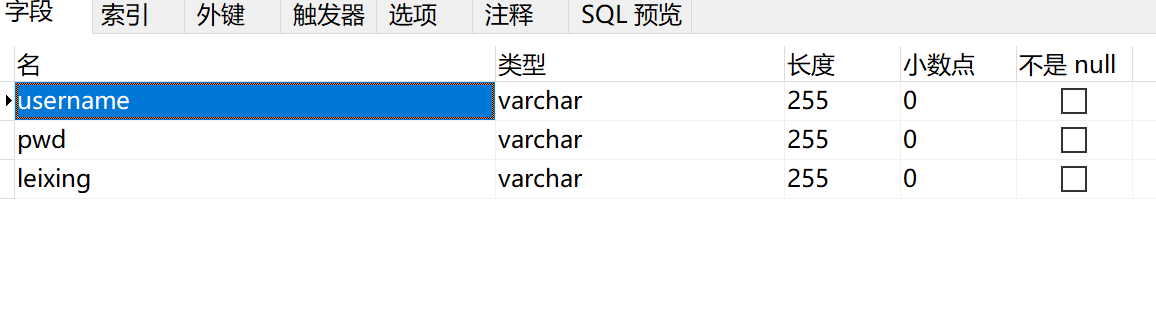 字段 索引 外键 触发器 选项 注释 SQL 预览
名 类型 长度 小数点 不是 null
username varchar 255 0
pwd varchar 255 0
leixing varchar 255 0